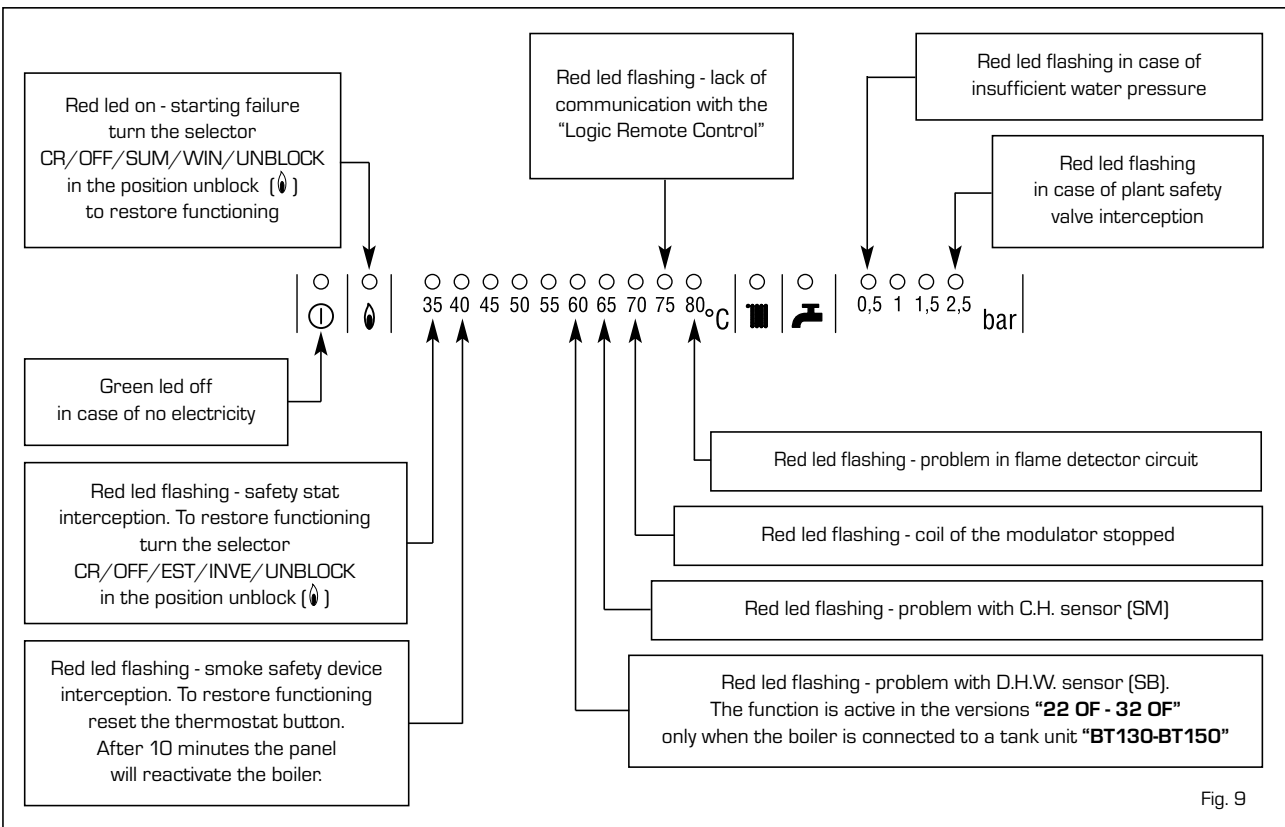 Red led on - starting failure
turn the selector
CR/OFF/SUM/WIN/UNBLOCK
in the position unblock ( )
to restore functioning
Red led flashing - lack of
communication with the
“Logic Remote Control”
Red led flashing in case of
insufficient water pressure
Red led flashing
in case of plant safety
valve interception
35 40 45 50 55 60 65 70 75 80 °C 0,5 1 1,5 2,5 bar
Green led off
in case of no electricity
Red led flashing - safety stat
interception. To restore functioning
turn the selector
CR/OFF/EST/INVE/UNBLOCK
in the position unblock ( )
Red led flashing - smoke safety device
interception. To restore functioning
reset the thermostat button.
After 10 minutes the panel
will reactivate the boiler.
Red led flashing - problem in flame detector circuit
Red led flashing - coil of the modulator stopped
Red led flashing - problem with C.H. sensor (SM)
Red led flashing - problem with D.H.W. sensor (SB).
The function is active in the versions “22 OF - 32 OF”
only when the boiler is connected to a tank unit “BT130-BT150”
Fig. 9